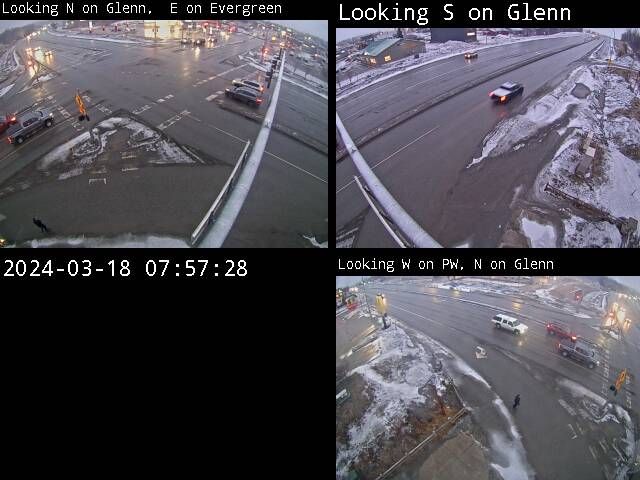 Looking N on Glenn,  E on Evergreen
Looking S on Glenn
2024-03-18 07:57:28
Looking W on PW, N on Glenn